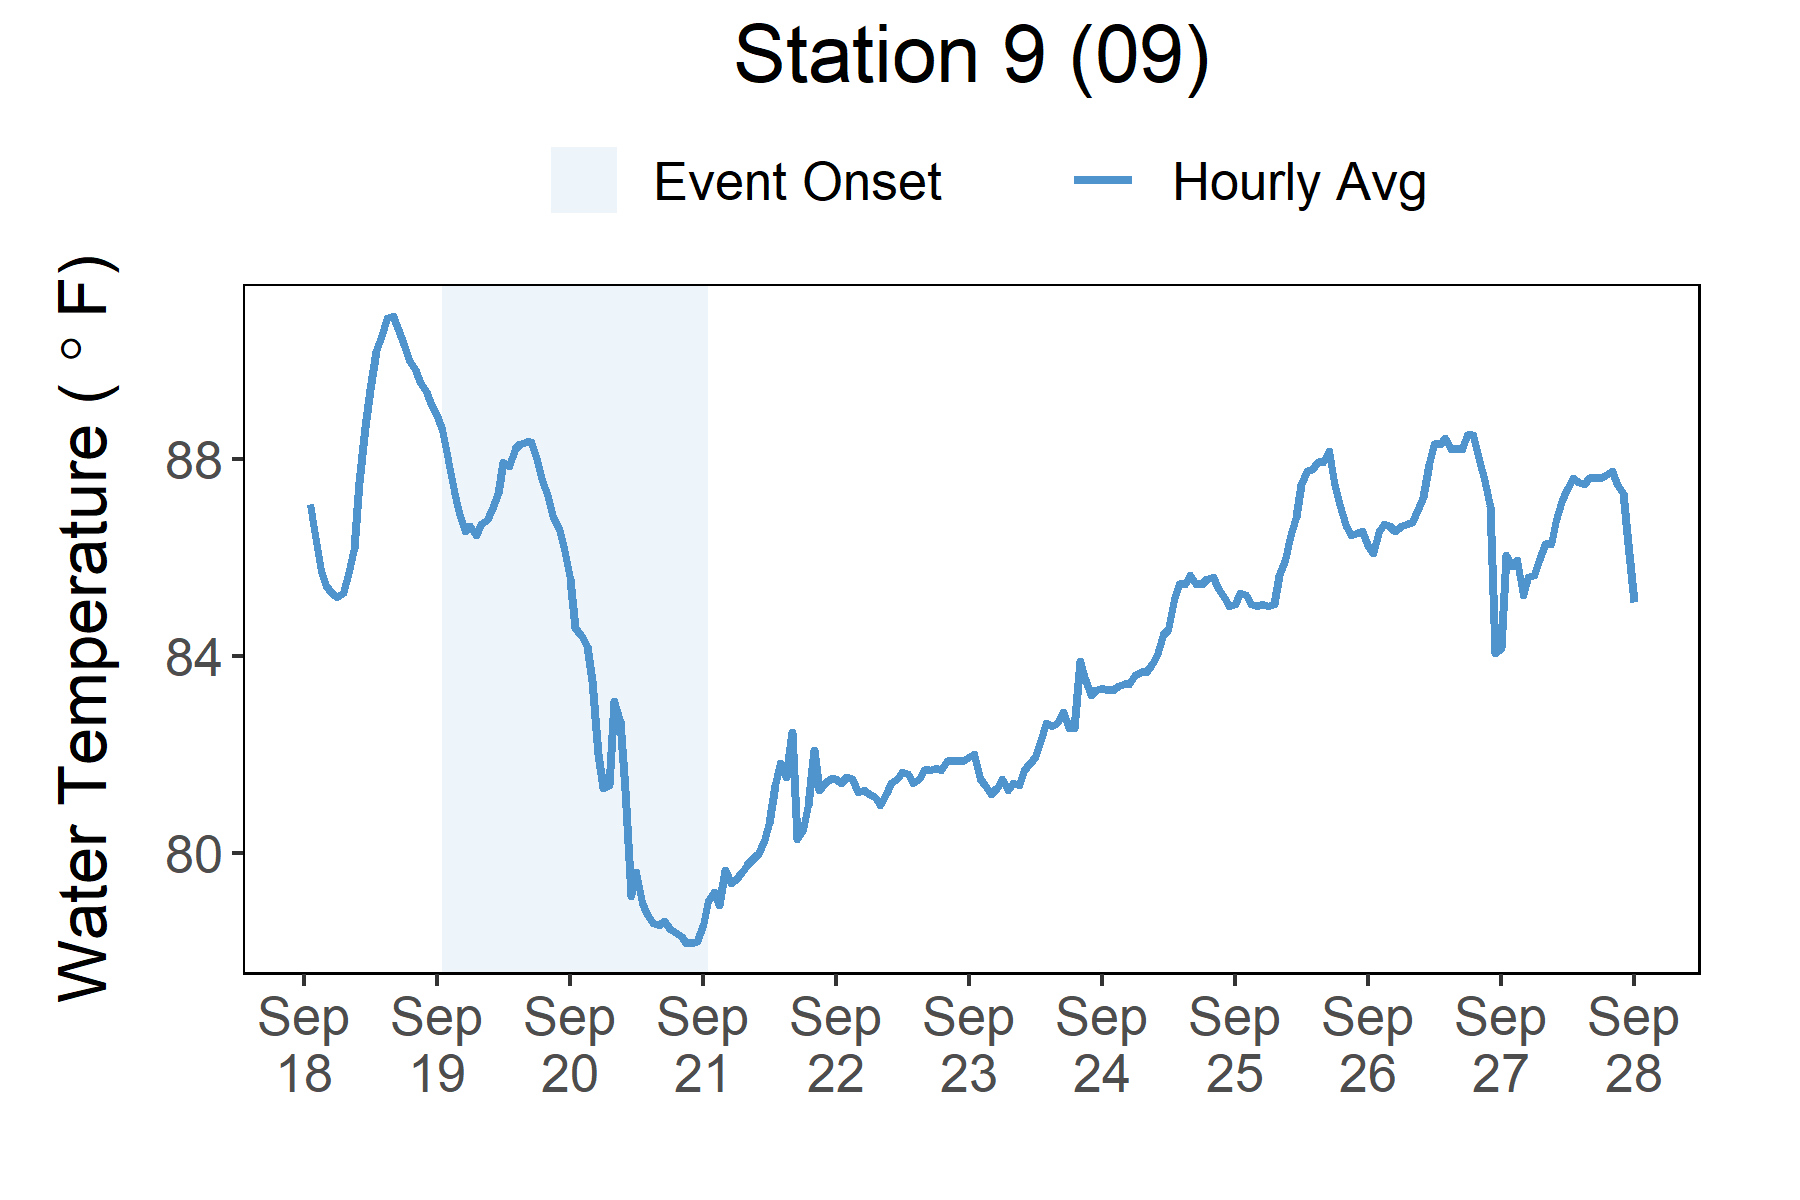 Station 9 (09)
Event Onset
Hourly Avg
Water Temperature ( ° F)
88
84
80
Sep 18
Sep 19
Sep 20
Sep 21
Sep 22
Sep 23
Sep 24
Sep 25
Sep 26
Sep 27
Sep 28